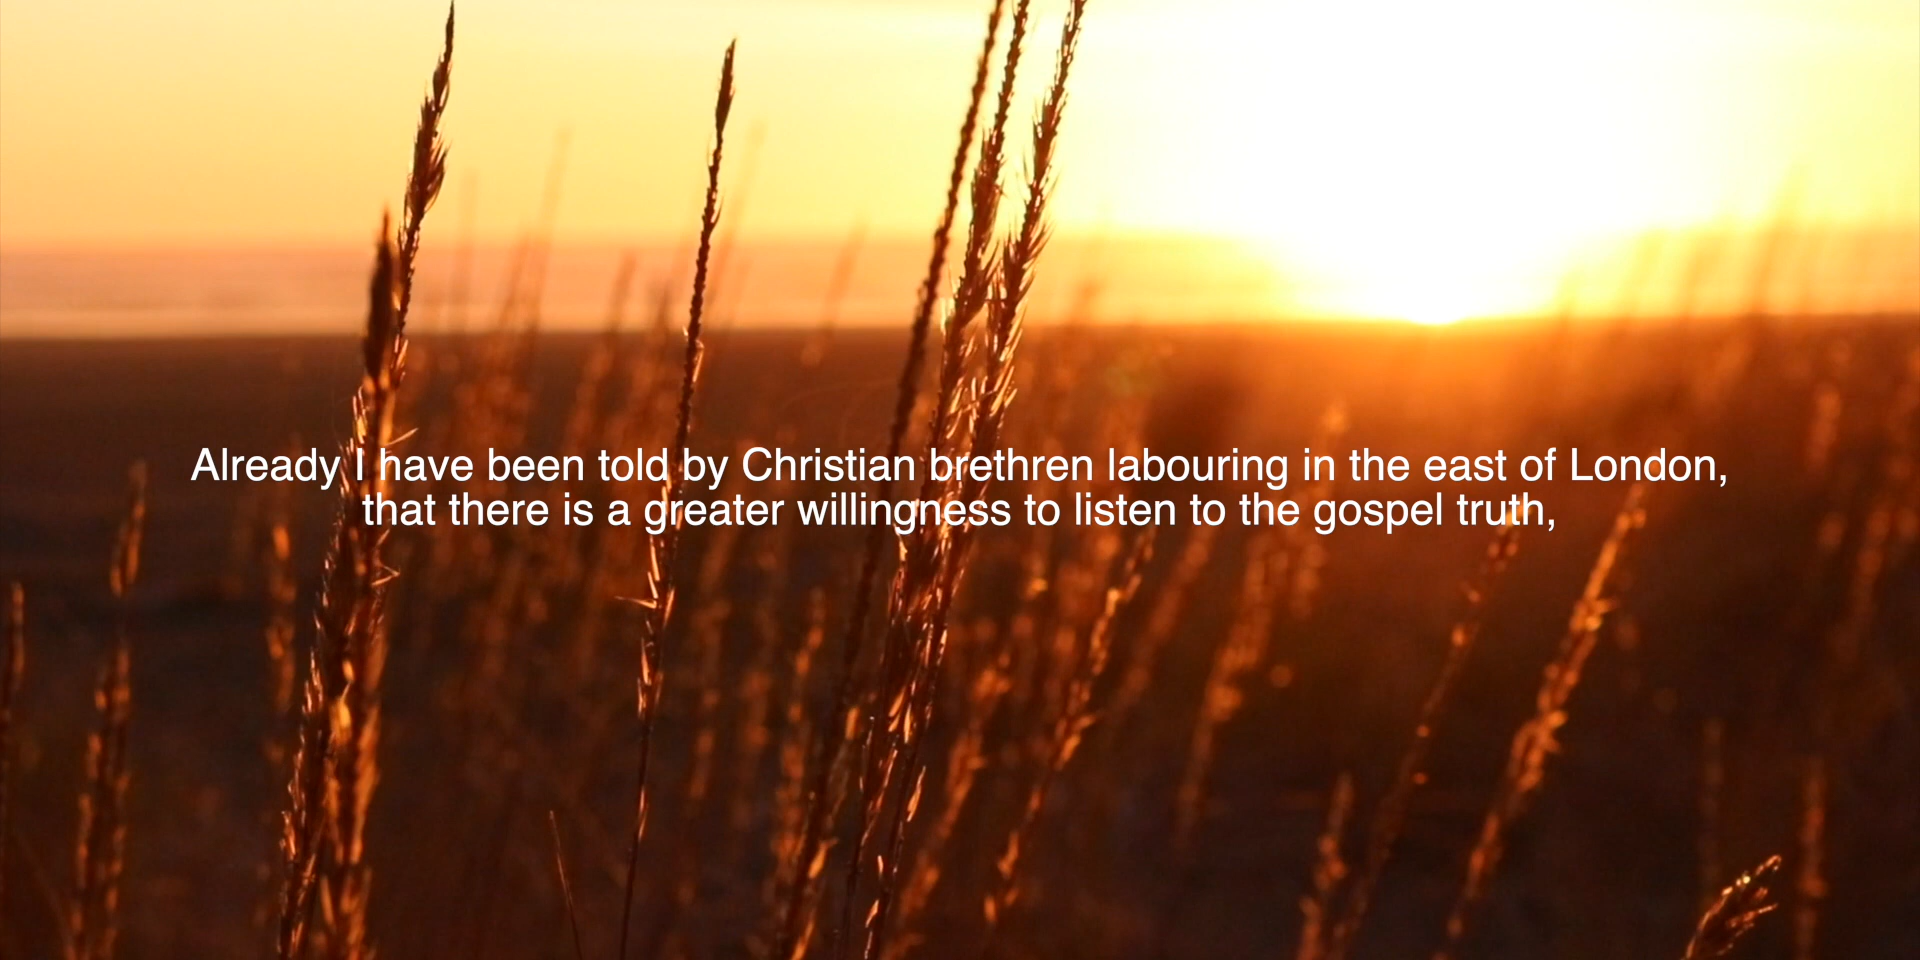 Already I have been told by Christian brethren labouring in the east of London,
that there is a greater willingness to listen to the gospel truth,